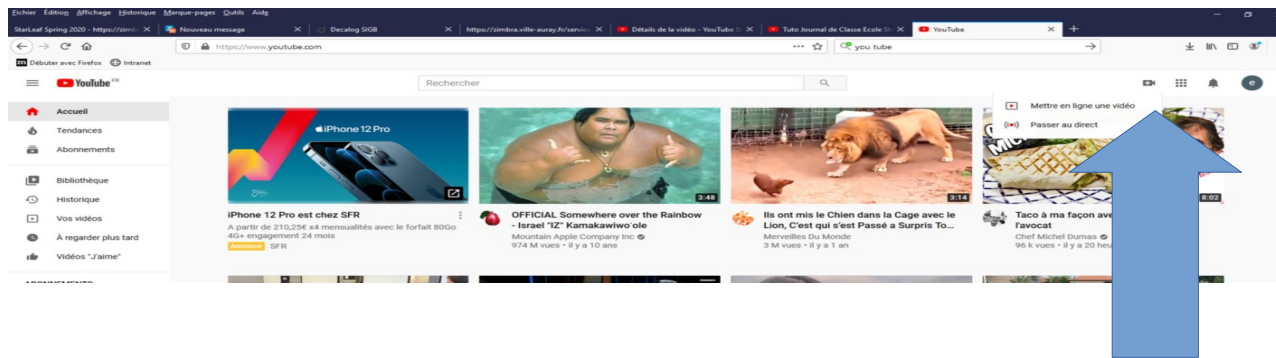 Fichier Édition Affichage Historique Marque-pages Outils Aide
StarLeaf Spring 2020 - https://zimb
Nouveau message
Decalog SIGB
https://zimbra.ville-auray.fr/service
Détails de la vidéo - YouTube St
Tuto Journal de Classe Ecole St
YouTube
https://www.youtube.com
you tube
Débuter avec Firefox
Intranet
YouTube FR
Rechercher
e
Mettre en ligne une vidéo
Passer au direct
Accueil
Tendances
Abonnements
Bibliothèque
Historique
Vos vidéos
À regarder plus tard
Vidéos "J'aime"
iPhone 12 Pro
3:48
3:14
8:02
iPhone 12 Pro est chez SFR
A partir de 210,25€ x4 mensualités avec le forfait 80Go
4G+ engagement 24 mois
Annonce SFR
OFFICIAL Somewhere over the Rainbow
- Israel "IZ" Kamakawiwoʻole
Mountain Apple Company Inc
974 M vues • il y a 10 ans
Ils ont mis le Chien dans la Cage avec le
Lion, C'est qui s'est Passé a Surpris To...
Merveilles Du Monde
3 M vues • il y a 1 an
Taco à ma façon ave
l'avocat
Chef Michel Dumas
96 k vues • il y a 20 heu